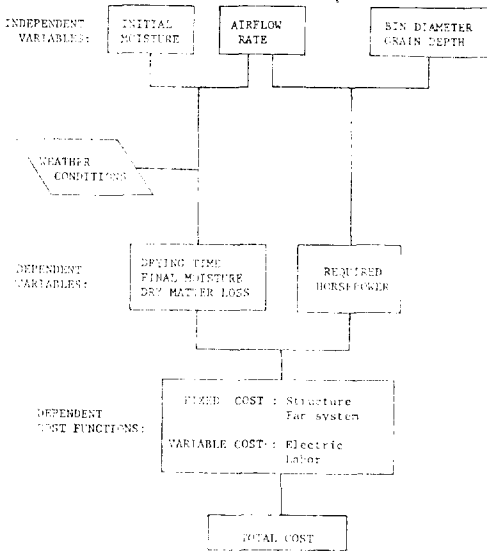 INDEPENDENT
VARIABLES:
INITIAL
MOISTURE
AIRFLOW
RATE
BIN DIAMETER
GRAIN DEPTH
WEATHER
CONDITIONS
DEPENDENT
VARIABLES:
DRYING TIME
FINAL MOISTURE
DRY MATTER LOSS
REQUIRED
HORSEPOWER
DEPENDENT
COST FUNCTIONS:
FIXED COST : Structure
Fan system
VARIABLE COST : Electric
Labor
TOTAL COST